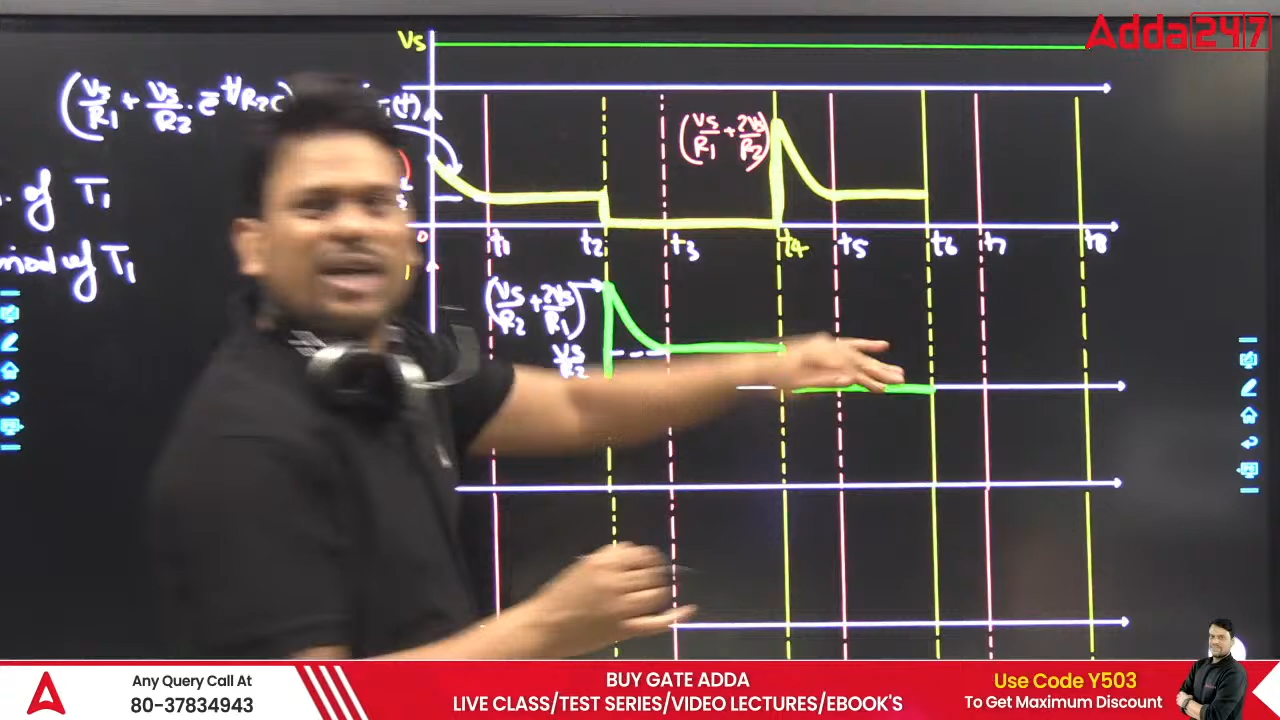 Adda247
Vs
(Vs/R1 + Vs/R2 . e^-t/R2C)
(t)
(Vs/R1 + 2Vs/R2)
of T1
of T1
0 t1 t2 t3 t4 t5 t6 t7 t8
(Vs/R2 + 2Vs/R1)
Vs/R2
Any Query Call At
80-37834943
BUY GATE ADDA
LIVE CLASS/TEST SERIES/VIDEO LECTURES/EBOOK'S
Use Code Y503
To Get Maximum Discount